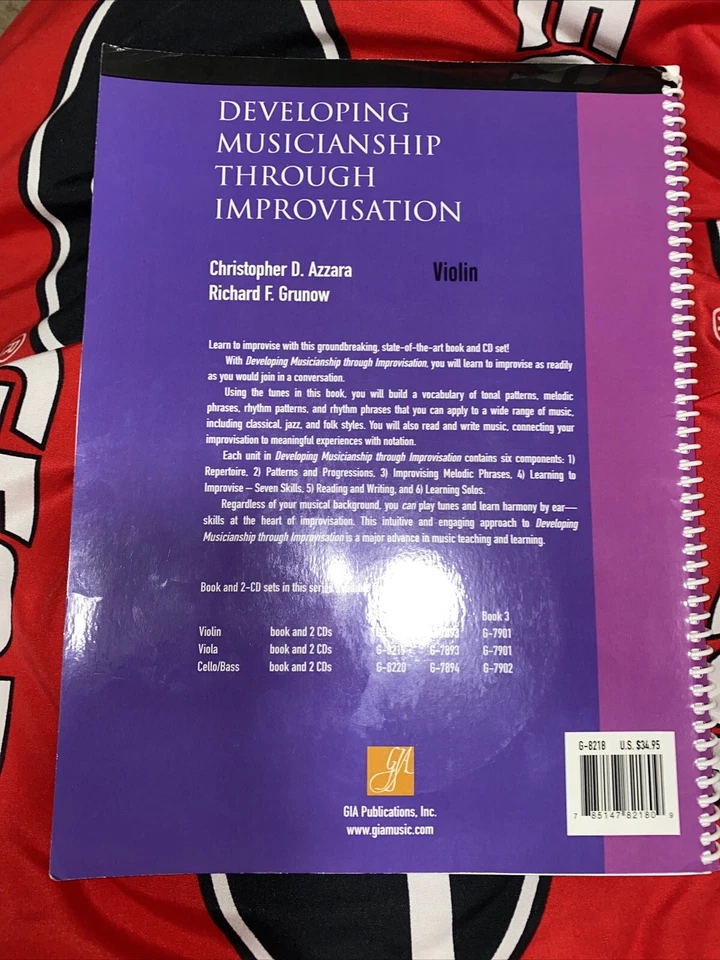 DEVELOPING
MUSICIANSHIP
THROUGH
IMPROVISATION
Christopher D. Azzara
Richard F. Grunow
Violin
Learn to improvise with this groundbreaking, state-of-the-art book and CD set!
With Developing Musicianship through Improvisation, you will learn to improvise as readily
as you would join in a conversation.
Using the tunes in this book, you will build a vocabulary of tonal patterns, melodic
phrases, rhythm patterns, and rhythm phrases that you can apply to a wide range of music,
including classical, jazz, and folk styles. You will also read and write music, connecting your
improvisation to meaningful experiences with notation.
Each unit in Developing Musicianship through Improvisation contains six components: 1)
Repertoire, 2) Patterns and Progressions, 3) Improvising Melodic Phrases, 4) Learning to
Improvise – Seven Skills, 5) Reading and Writing, and 6) Learning Solos.
Regardless of your musical background, you can play tunes and learn harmony by ear—
skills at the heart of improvisation. This intuitive and engaging approach to Developing
Musicianship through Improvisation is a major advance in music teaching and learning.
Book and 2-CD sets in this series
Book 3
Violin book and 2 CDs G-7901
Viola book and 2 CDs G-8219 G-7893 G-7901
Cello/Bass book and 2 CDs G-8220 G-7894 G-7902
G-8218 U.S. $34.95
7 85147 82180 9
GIA
GIA Publications, Inc.
www.giamusic.com